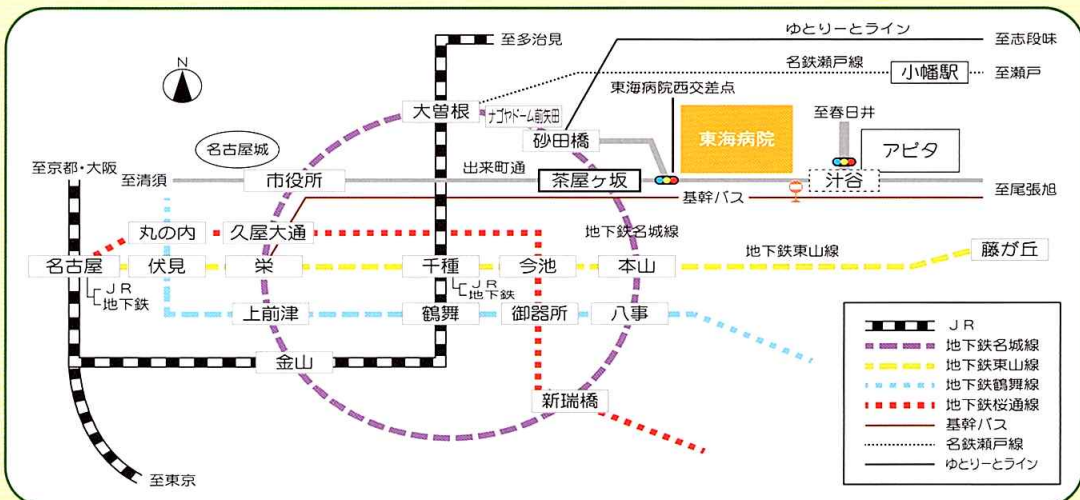 至多治見
ゆとりーとライン
至志段味
名鉄瀬戸線
小幡駅
至瀬戸
N
大曽根
ナゴヤドーム前矢田
東海病院西交差点
至春日井
名古屋城
砂田橋
東海病院
アピタ
至京都・大阪
至清須
市役所
出来町通
茶屋ヶ坂
汁谷
至尾張旭
基幹バス
丸の内
久屋大通
地下鉄名城線
地下鉄東山線
藤が丘
名古屋
伏見
栄
千種
今池
本山
JR
地下鉄
JR
地下鉄
上前津
鶴舞
御器所
八事
金山
新瑞橋
至東京
JR
地下鉄名城線
地下鉄東山線
地下鉄鶴舞線
地下鉄桜通線
基幹バス
名鉄瀬戸線
ゆとりーとライン